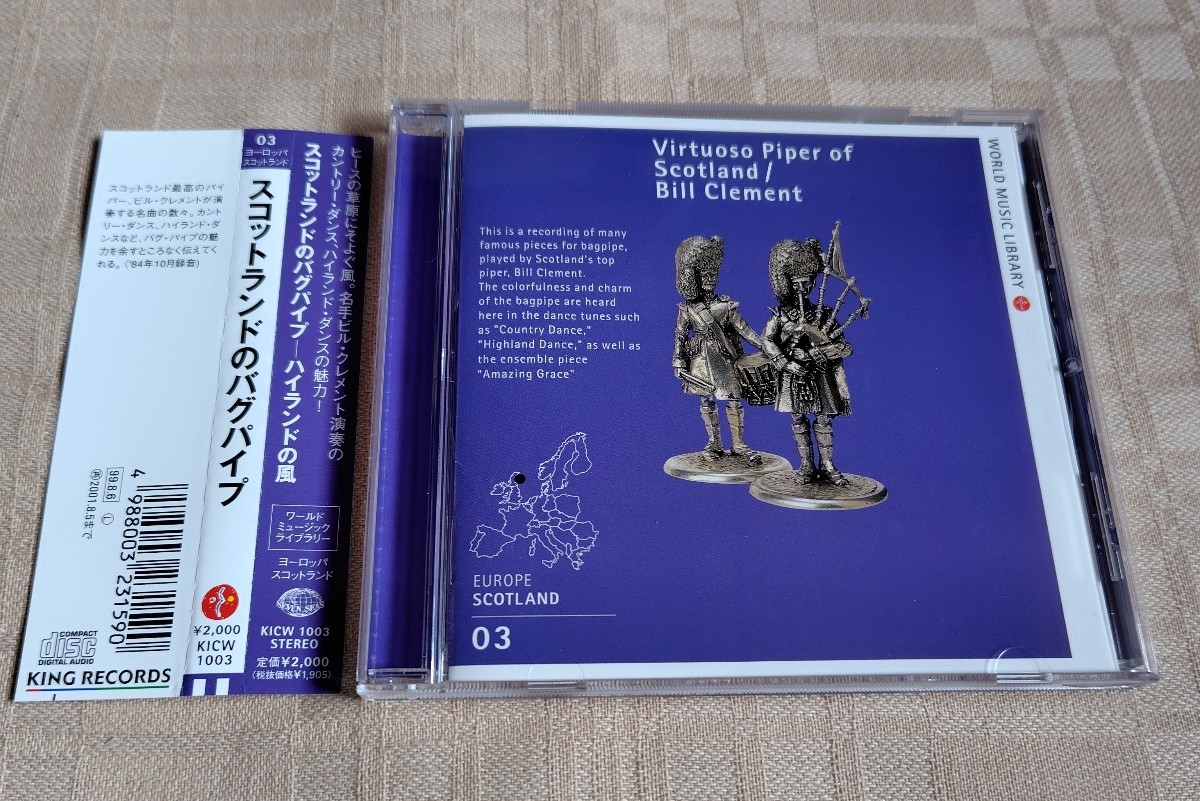 スコットランド最高のパイ
パー、ビル・クレメントが演
奏する名曲の数々。カント
リー・ダンス、ハイランド・ダ
ンスなど、バグ・パイプの魅
力を余すところなく伝えてく
れる。('84年10月録音)
99.8.6
Ⓛ
2001.8.5まで
4 988003 231590
COMPACT
disc
DIGITAL AUDIO
KING RECORDS
03
ヨーロッパ
スコットランド
スコットランドのバグパイプ
¥2,000
KICW
1003
ヒースの草原にそよぐ風。名手ビル・クレメント演奏の
カントリー・ダンス、ハイランド・ダンスの魅力!
スコットランドのバグパイプ―ハイランドの風
ワールド
ミュージック
ライブラリー
ヨーロッパ
スコットランド
SEVEN SEAS
KICW 1003
STEREO
定価¥2,000
(税抜価格¥1,905)
Virtuoso Piper of
Scotland /
Bill Clement
This is a recording of many
famous pieces for bagpipe,
played by Scotland's top
piper, Bill Clement.
The colorfulness and charm
of the bagpipe are heard
here in the dance tunes such
as "Country Dance,"
"Highland Dance," as well as
the ensemble piece
"Amazing Grace"
EUROPE
SCOTLAND
03
WORLD MUSIC LIBRARY